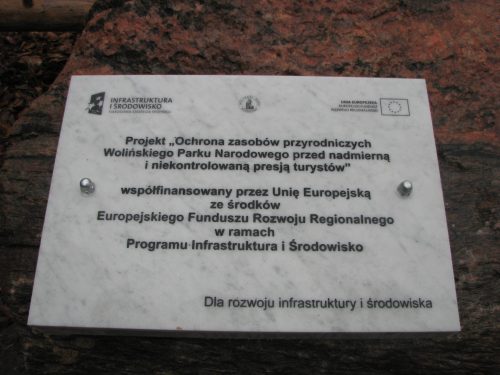 INFRASTRUKTURA
I ŚRODOWISKO
UNIA EUROPEJSKA
Projekt „Ochrona zasobów przyrodniczych
Wolińskiego Parku Narodowego przed nadmierną
i niekontrolowaną presją turystów"
współfinansowany przez Unię Europejską
ze środków
Europejskiego Funduszu Rozwoju Regionalnego
w ramach
Programu Infrastruktura i Środowisko
Dla rozwoju infrastruktury i środowiska